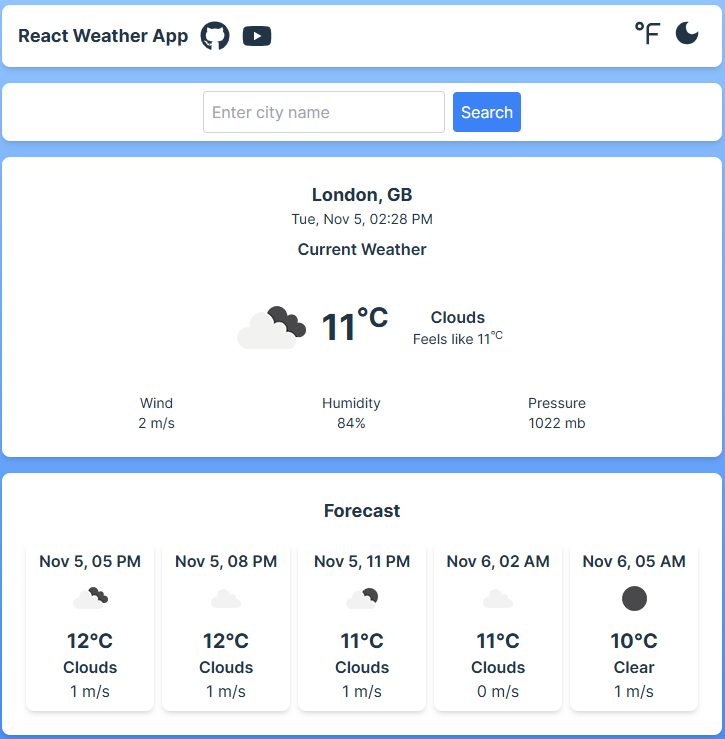 React Weather App °F
Enter city name Search
London, GB
Tue, Nov 5, 02:28 PM
Current Weather
11°C
Clouds
Feels like 11°C
Wind Humidity Pressure
2 m/s 84% 1022 mb
Forecast
Nov 5, 05 PM Nov 5, 08 PM Nov 5, 11 PM Nov 6, 02 AM Nov 6, 05 AM
12°C 12°C 11°C 11°C 10°C
Clouds Clouds Clouds Clouds Clear
1 m/s 1 m/s 1 m/s 0 m/s 1 m/s